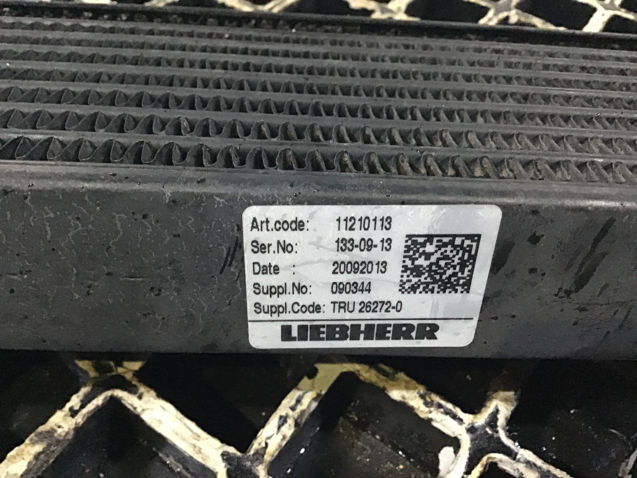 Art.code: 11210113
Ser.No: 133-09-13
Date : 20092013
Suppl.No: 090344
Suppl.Code: TRU 26272-0
LIEBHERR